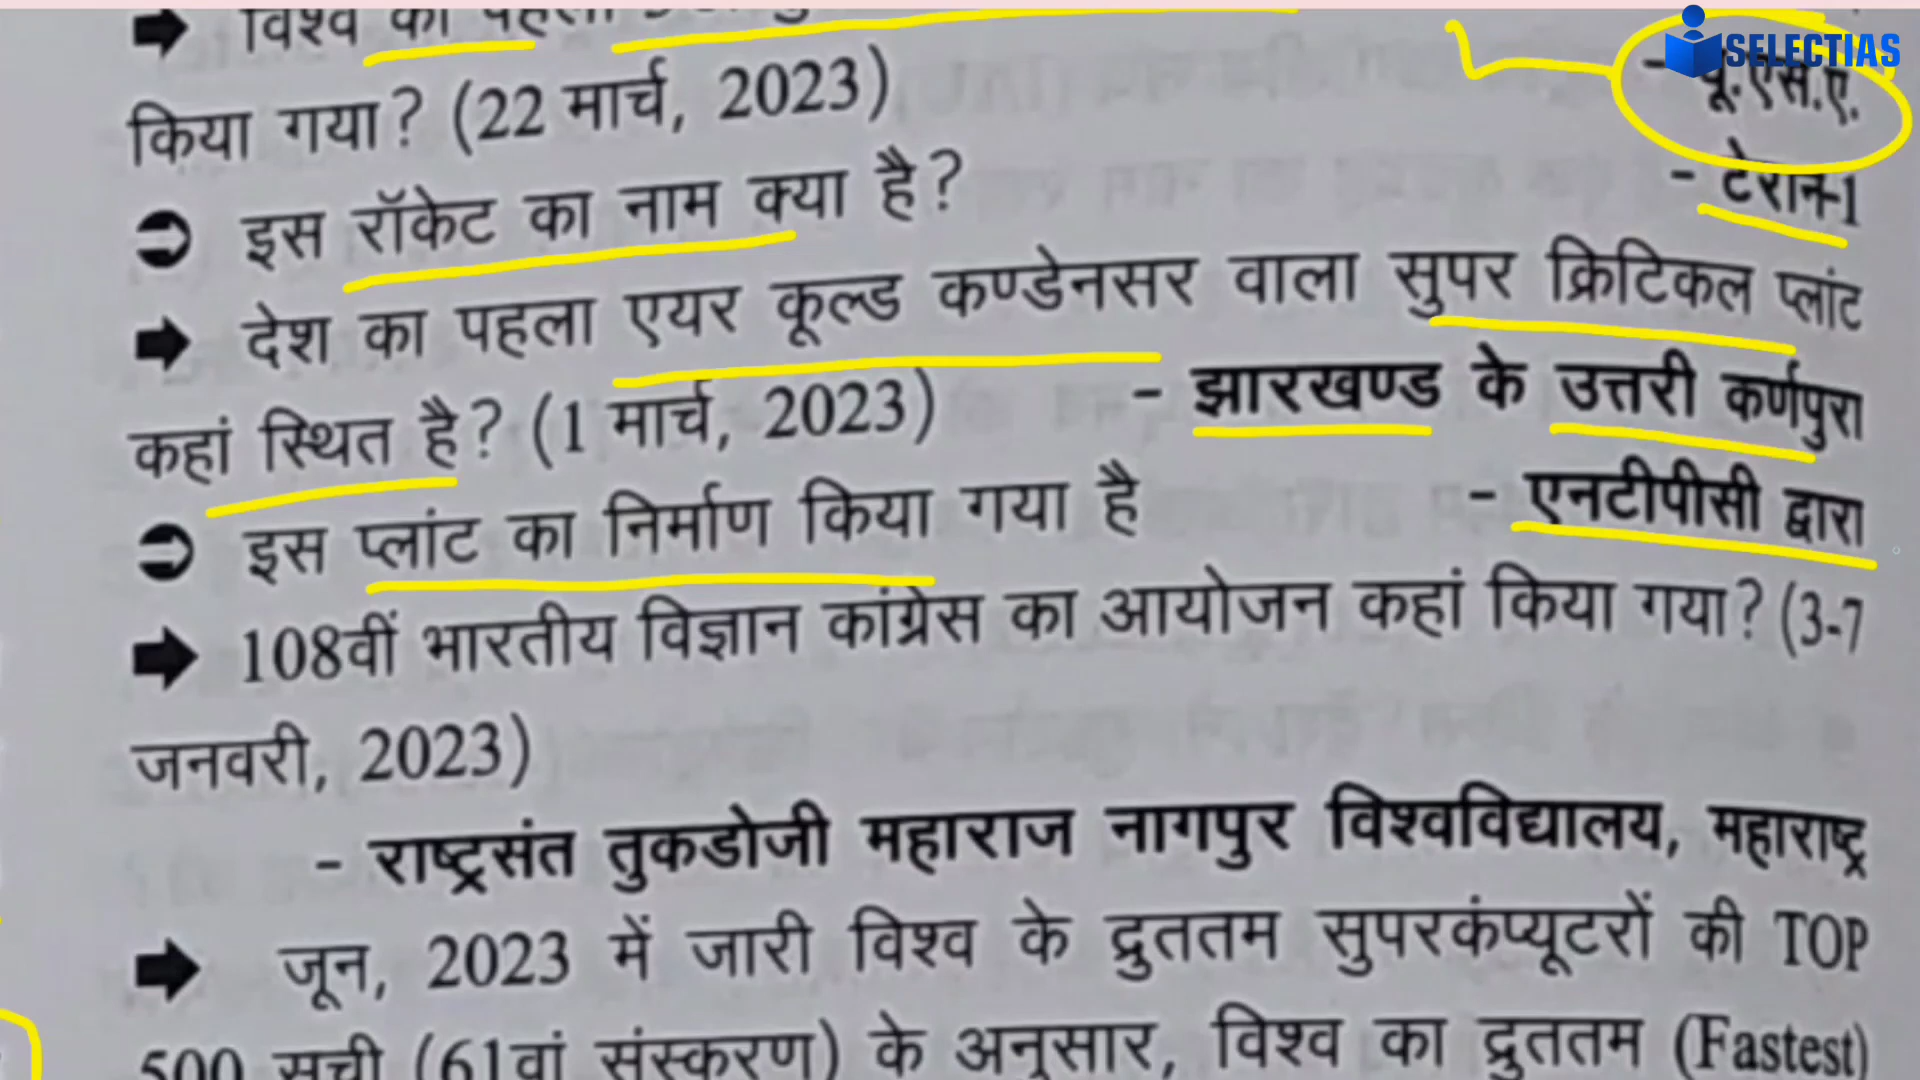 SELECTIAS
➡ विश्व का पहला
किया गया? (22 मार्च, 2023) - यू.एस.ए.
➲ इस रॉकेट का नाम क्या है? - टेरान-1
➡ देश का पहला एयर कूल्ड कण्डेनसर वाला सुपर क्रिटिकल प्लांट
कहां स्थित है? (1 मार्च, 2023) - झारखण्ड के उत्तरी कर्णपुरा
➲ इस प्लांट का निर्माण किया गया है - एनटीपीसी द्वारा
➡ 108वीं भारतीय विज्ञान कांग्रेस का आयोजन कहां किया गया? (3-7
जनवरी, 2023)
- राष्ट्रसंत तुकडोजी महाराज नागपुर विश्वविद्यालय, महाराष्ट्र
➡ जून, 2023 में जारी विश्व के द्रुततम सुपरकंप्यूटरों की TOP
500 सूची (61वां संस्करण) के अनुसार, विश्व का द्रुततम (Fastest)